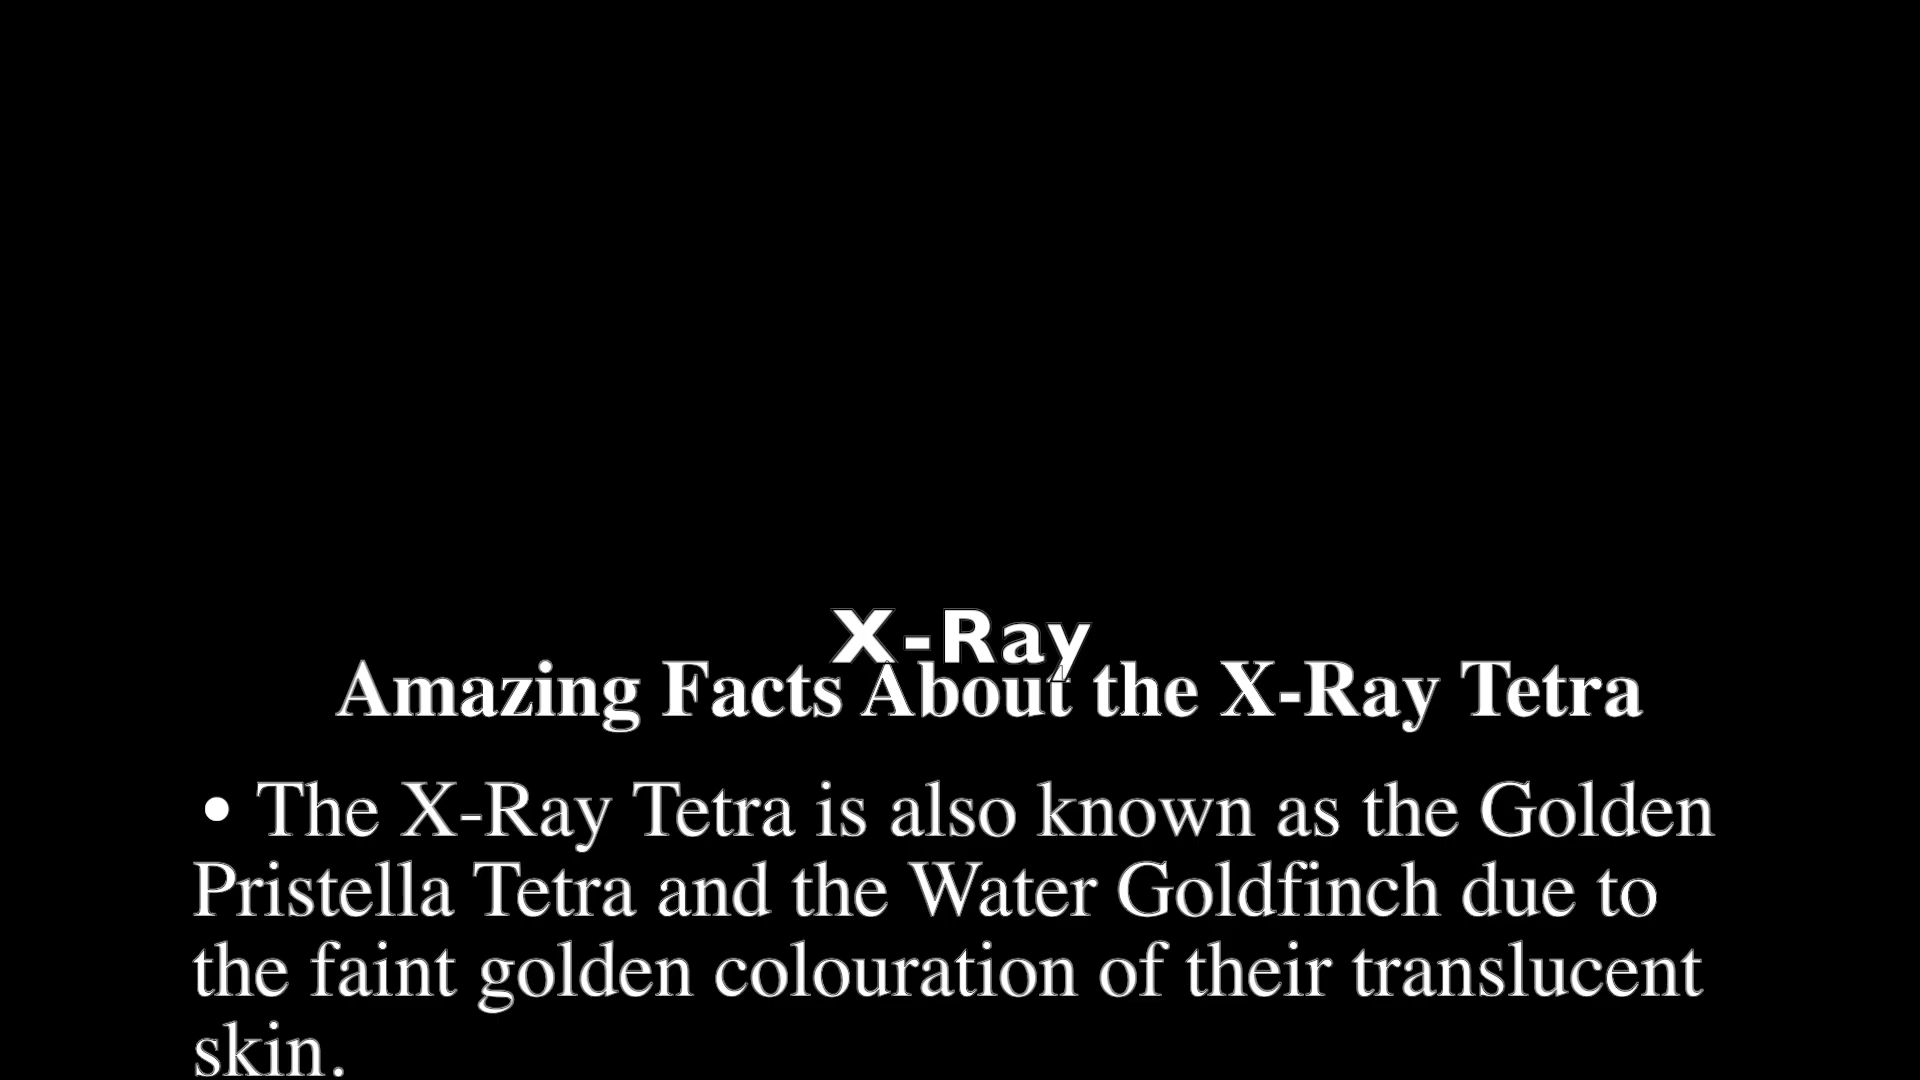 X-Ray
Amazing Facts About the X-Ray Tetra
• The X-Ray Tetra is also known as the Golden
Pristella Tetra and the Water Goldfinch due to
the faint golden colouration of their translucent
skin.